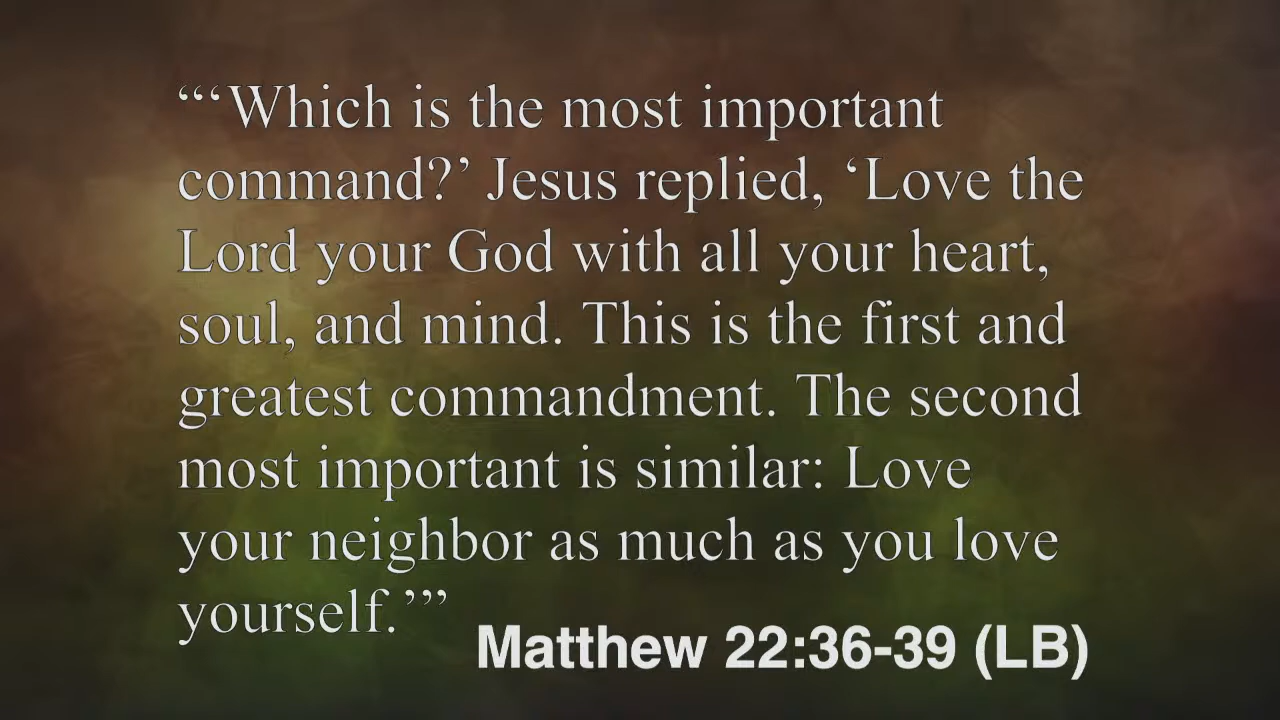 “‘Which is the most important
command?’ Jesus replied, ‘Love the
Lord your God with all your heart,
soul, and mind. This is the first and
greatest commandment. The second
most important is similar: Love
your neighbor as much as you love
yourself.’”
Matthew 22:36-39 (LB)